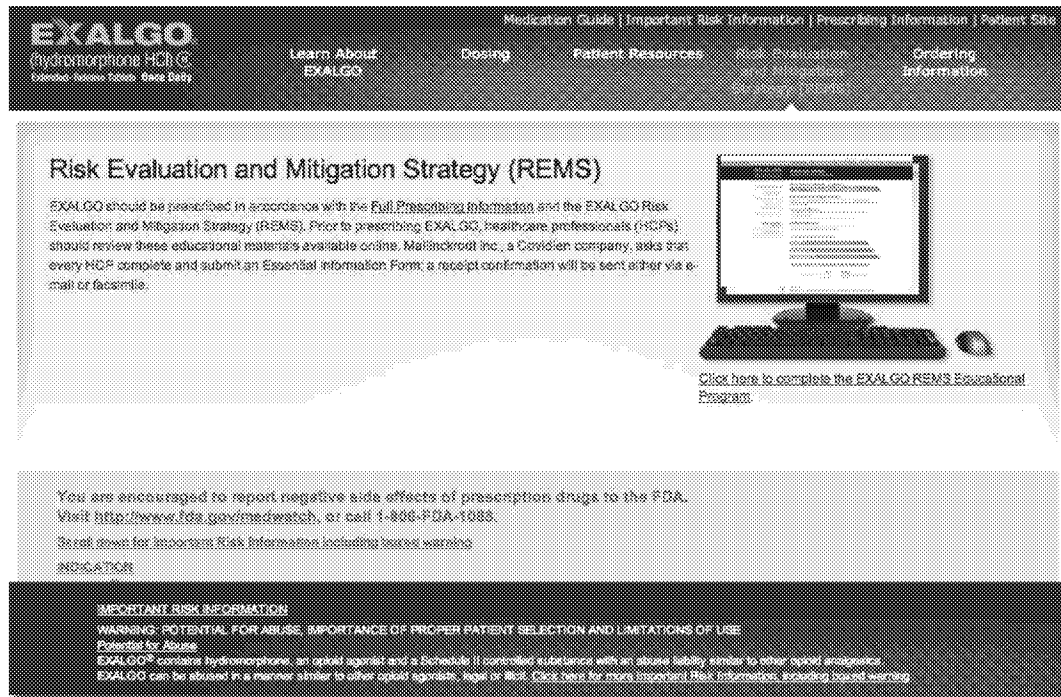 Medication Guide | Important Risk Information | Prescribing Information | Patient Site
EXALGO
(hydromorphone HCl)
Extended-Release Tablets Once Daily
Learn About
EXALGO
Dosing
Patient Resources
Risk Evaluation
and Mitigation
Strategy (REMS)
Ordering
Information
Risk Evaluation and Mitigation Strategy (REMS)
EXALGO should be prescribed in accordance with the Full Prescribing Information and the EXALGO Risk
Evaluation and Mitigation Strategy (REMS). Prior to prescribing EXALGO, healthcare professionals (HCPs)
should review these educational materials available online. Mallinckrodt Inc., a Covidien company, asks that
every HCP complete and submit an Essential Information Form; a receipt confirmation will be sent either via e-
mail or facsimile.
Click here to complete the EXALGO REMS Educational
Program.
You are encouraged to report negative side effects of prescription drugs to the FDA.
Visit http://www.fda.gov/medwatch, or call 1-800-FDA-1088.
Scroll down for Important Risk Information including boxed warning
INDICATION
IMPORTANT RISK INFORMATION
WARNING: POTENTIAL FOR ABUSE, IMPORTANCE OF PROPER PATIENT SELECTION AND LIMITATIONS OF USE
Potential for Abuse
EXALGO® contains hydromorphone, an opioid agonist and a Schedule II controlled substance with an abuse liability similar to other opioid analgesics.
EXALGO can be abused in a manner similar to other opioid agonists, legal or illicit. Click here for more Important Risk Information, including boxed warning